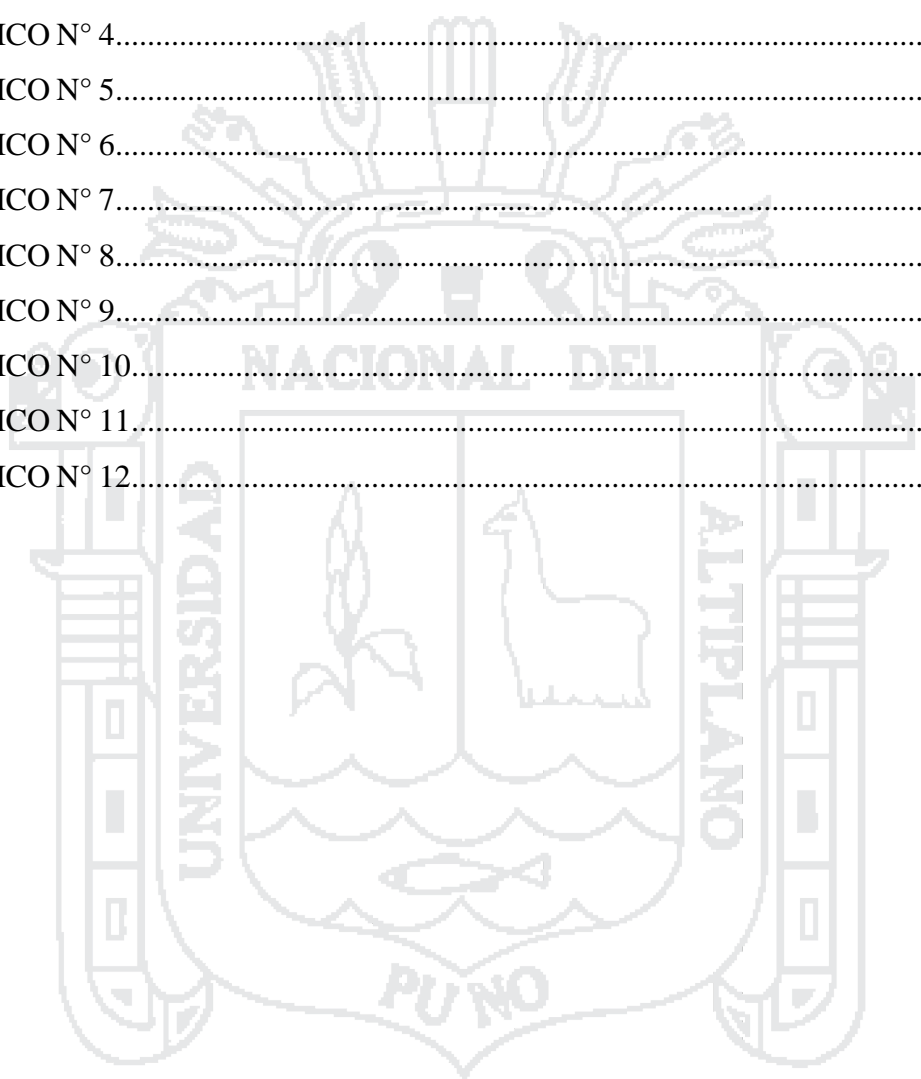 ICO N° 4
ICO N° 5
ICO N° 6
ICO N° 7
ICO N° 8
ICO N° 9
ICO N° 10
ICO N° 11
ICO N° 12
UNIVERSIDAD
NACIONAL DEL
ALTIPLANO
PUNO